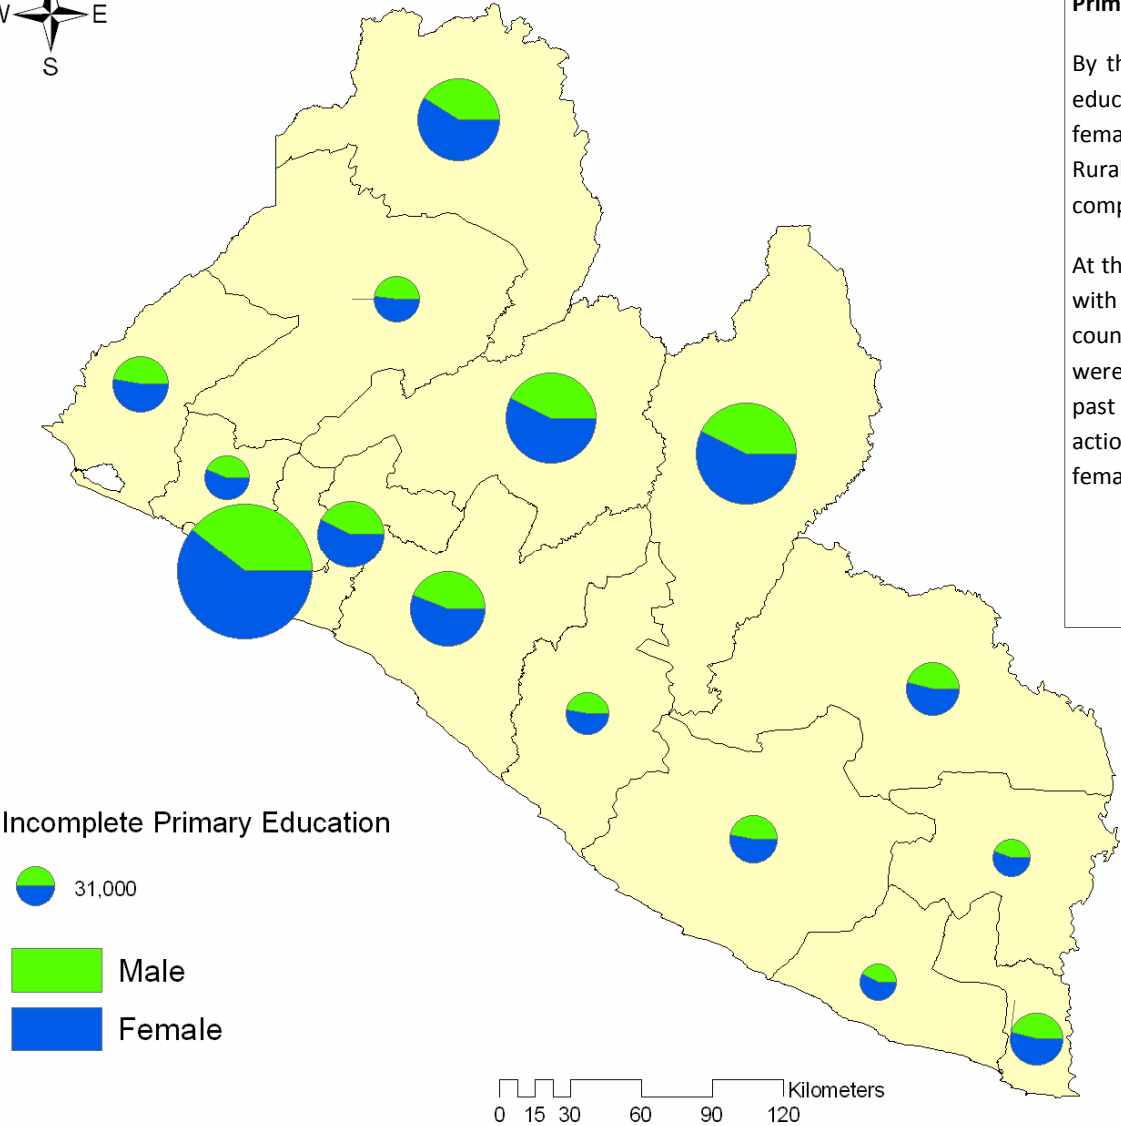 W E
S
Prim
By th
educ
fema
Rural
comp
At th
with
coun
were
past
actio
fema
Incomplete Primary Education
31,000
Male
Female
Kilometers
0 15 30 60 90 120